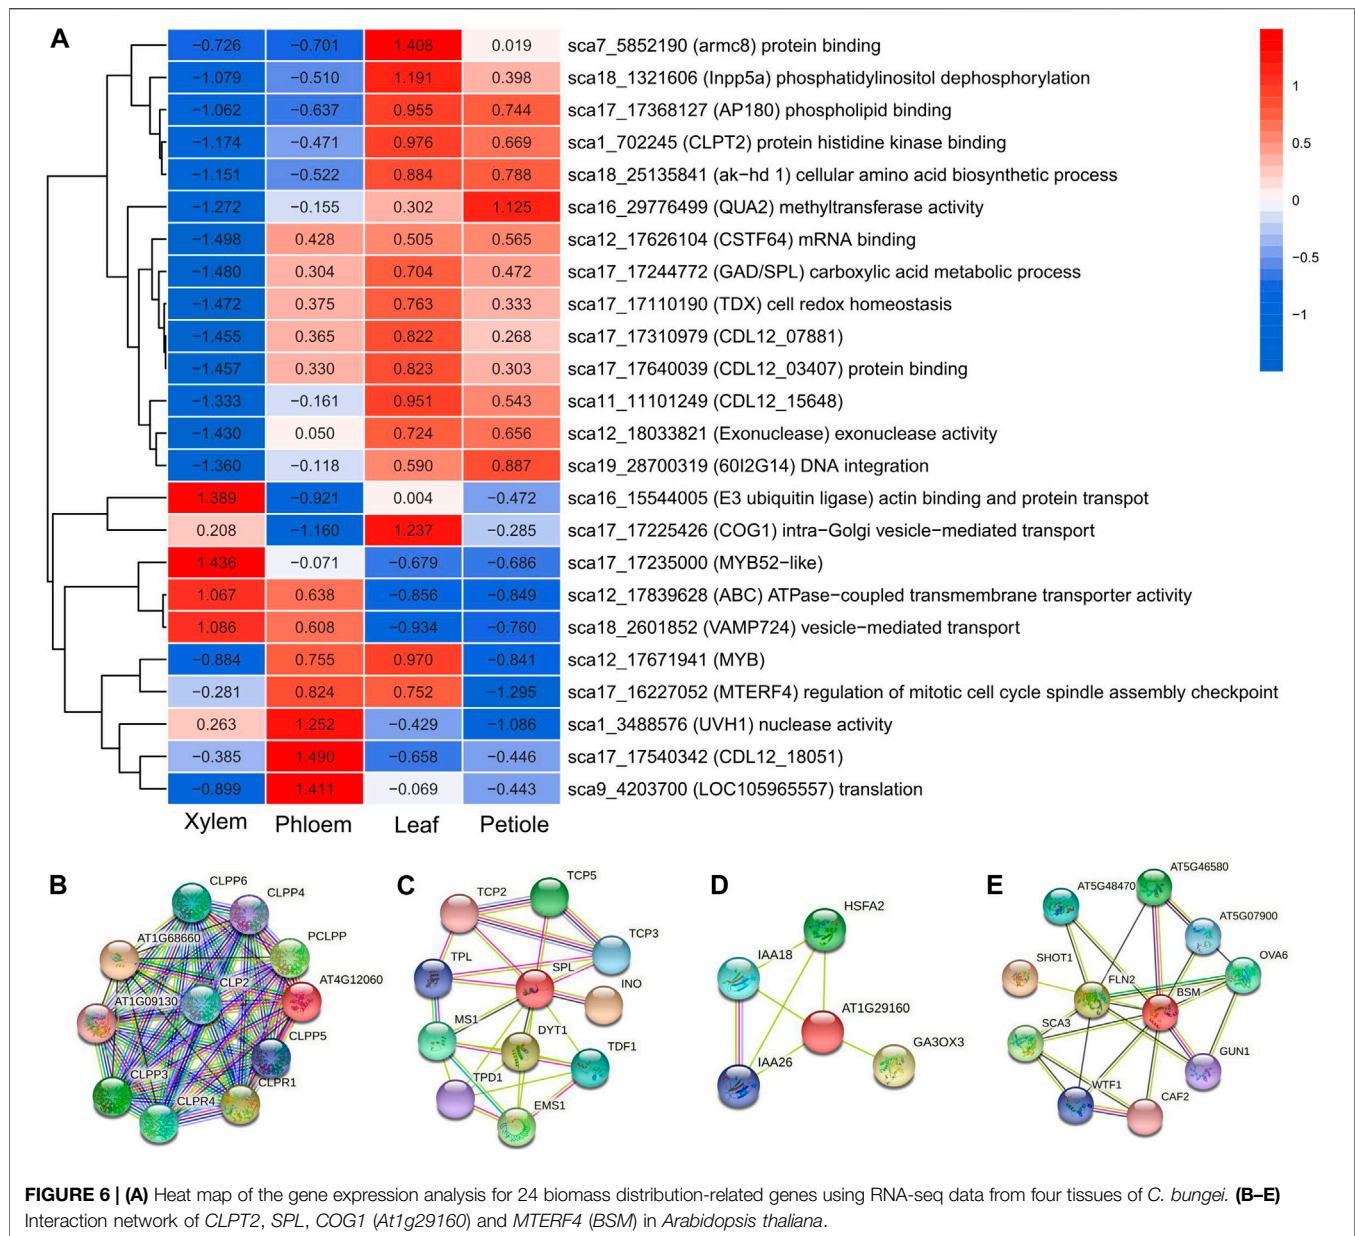 A
−0.726 −0.701 1.408 0.019 sca7_5852190 (armc8) protein binding
−1.079 −0.510 1.191 0.398 sca18_1321606 (Inpp5a) phosphatidylinositol dephosphorylation
−1.062 −0.637 0.955 0.744 sca17_17368127 (AP180) phospholipid binding
−1.174 −0.471 0.976 0.669 sca1_702245 (CLPT2) protein histidine kinase binding
−1.151 −0.522 0.884 0.788 sca18_25135841 (ak−hd 1) cellular amino acid biosynthetic process
−1.272 −0.155 0.302 1.125 sca16_29776499 (QUA2) methyltransferase activity
−1.498 0.428 0.505 0.565 sca12_17626104 (CSTF64) mRNA binding
−1.480 0.304 0.704 0.472 sca17_17244772 (GAD/SPL) carboxylic acid metabolic process
−1.472 0.375 0.763 0.333 sca17_17110190 (TDX) cell redox homeostasis
−1.455 0.365 0.822 0.268 sca17_17310979 (CDL12_07881)
−1.457 0.330 0.823 0.303 sca17_17640039 (CDL12_03407) protein binding
−1.333 −0.161 0.951 0.543 sca11_11101249 (CDL12_15648)
−1.430 0.050 0.724 0.656 sca12_18033821 (Exonuclease) exonuclease activity
−1.360 −0.118 0.590 0.887 sca19_28700319 (60I2G14) DNA integration
1.389 −0.921 0.004 −0.472 sca16_15544005 (E3 ubiquitin ligase) actin binding and protein transpot
0.208 −1.160 1.237 −0.285 sca17_17225426 (COG1) intra−Golgi vesicle−mediated transport
1.436 −0.071 −0.679 −0.686 sca17_17235000 (MYB52−like)
1.067 0.638 −0.856 −0.849 sca12_17839628 (ABC) ATPase−coupled transmembrane transporter activity
1.086 0.608 −0.934 −0.760 sca18_2601852 (VAMP724) vesicle−mediated transport
−0.884 0.755 0.970 −0.841 sca12_17671941 (MYB)
−0.281 0.824 0.752 −1.295 sca17_16227052 (MTERF4) regulation of mitotic cell cycle spindle assembly checkpoint
0.263 1.252 −0.429 −1.086 sca1_3488576 (UVH1) nuclease activity
−0.385 1.490 −0.658 −0.446 sca17_17540342 (CDL12_18051)
−0.899 1.411 −0.069 −0.443 sca9_4203700 (LOC105965557) translation
Xylem Phloem Leaf Petiole
1
0.5
0
−0.5
−1
B
CLPP6
CLPP4
AT1G68660
PCLPP
CLP2
AT4G12060
AT1G09130
CLPP5
CLPP3
CLPR1
CLPR4
C
TCP2
TCP5
TCP3
TPL
SPL
INO
MS1
DYT1
TDF1
TPD1
EMS1
D
HSFA2
IAA18
AT1G29160
GA3OX3
IAA26
E
AT5G46580
AT5G48470
AT5G07900
SHOT1
FLN2
OVA6
BSM
SCA3
GUN1
WTF1
CAF2
FIGURE 6 | (A) Heat map of the gene expression analysis for 24 biomass distribution-related genes using RNA-seq data from four tissues of C. bungei. (B–E)
Interaction network of CLPT2, SPL, COG1 (At1g29160) and MTERF4 (BSM) in Arabidopsis thaliana.